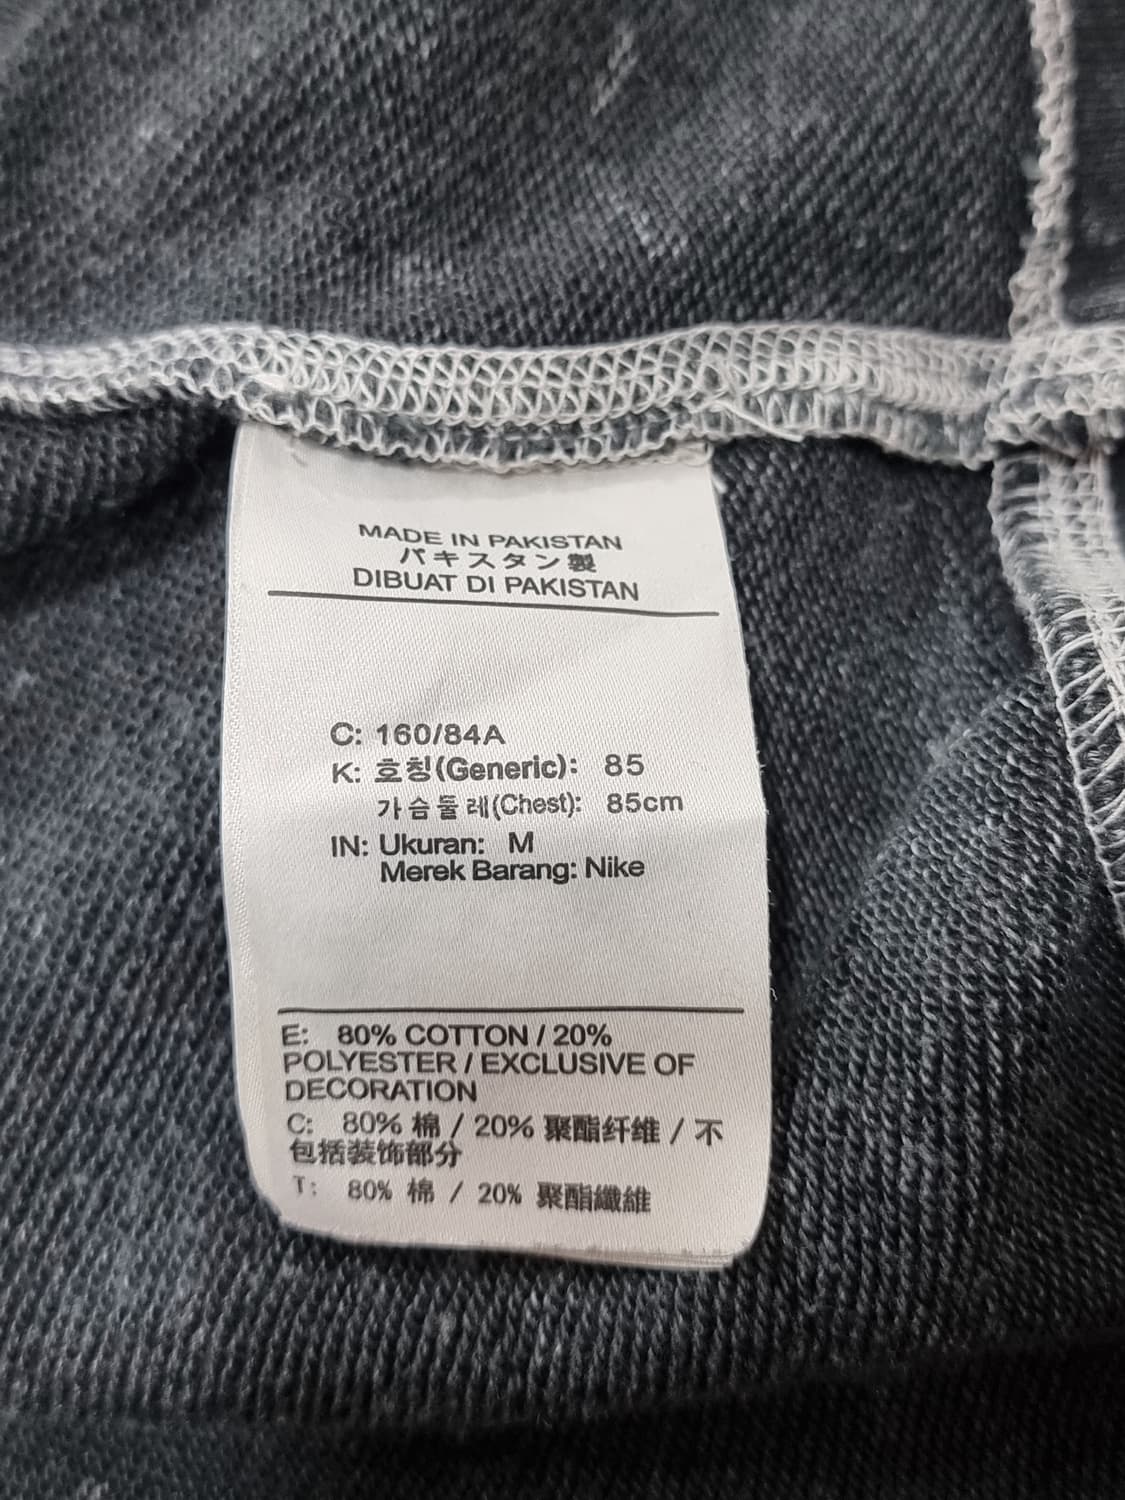 MADE IN PAKISTAN
パキスタン製
DIBUAT DI PAKISTAN
C: 160/84A
K: 호칭(Generic): 85
가슴둘레(Chest): 85cm
IN: Ukuran: M
Merek Barang: Nike
E: 80% COTTON / 20%
POLYESTER / EXCLUSIVE OF
DECORATION
C: 80% 棉 / 20% 聚酯纤维 / 不
包括装饰部分
T: 80% 棉 / 20% 聚酯纖維